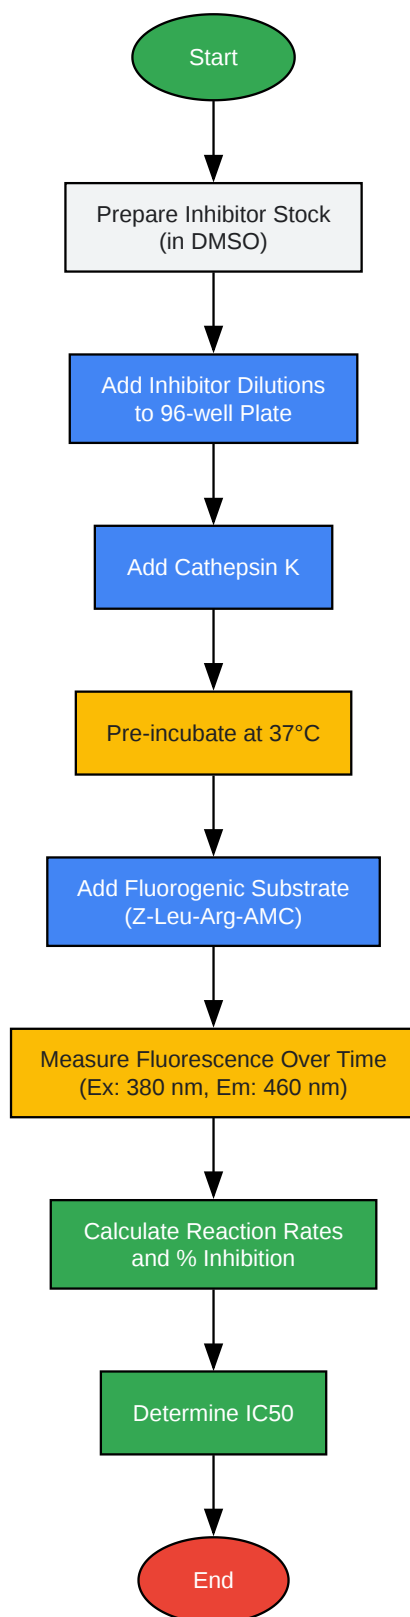 Start
Prepare Inhibitor Stock
(in DMSO)
Add Inhibitor Dilutions
to 96-well Plate
Add Cathepsin K
Pre-incubate at 37°C
Add Fluorogenic Substrate
(Z-Leu-Arg-AMC)
Measure Fluorescence Over Time
(Ex: 380 nm, Em: 460 nm)
Calculate Reaction Rates
and % Inhibition
Determine IC50
End